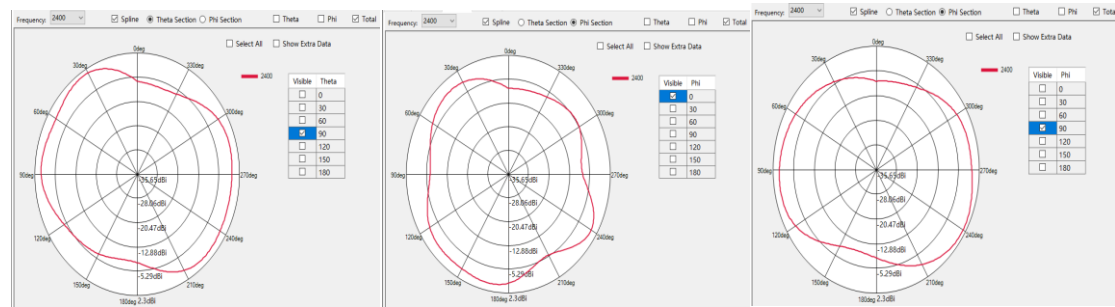 Frequency: 2400 Spline Theta Section Phi Section Theta Phi Total
Select All Show Extra Data
2400
Visible Theta
0
30
60
90
120
150
180
0deg
330deg
300deg
270deg
240deg
210deg
180deg
150deg
120deg
90deg
60deg
30deg
-35.65dBi
-28.06dBi
-20.47dBi
-12.88dBi
-5.29dBi
2.3dBi
Frequency: 2400 Spline Theta Section Phi Section Theta Phi Total
Select All Show Extra Data
2400
Visible Phi
0
30
60
90
120
150
180
0deg
330deg
300deg
270deg
240deg
210deg
180deg
150deg
120deg
90deg
60deg
30deg
-35.65dBi
-28.06dBi
-20.47dBi
-12.88dBi
-5.29dBi
2.3dBi
Frequency: 2400 Spline Theta Section Phi Section Theta Phi Total
Select All Show Extra Data
2400
Visible Phi
0
30
60
90
120
150
180
0deg
330deg
300deg
270deg
240deg
210deg
180deg
150deg
120deg
90deg
60deg
30deg
-35.65dBi
-28.06dBi
-20.47dBi
-12.88dBi
-5.29dBi
2.3dBi